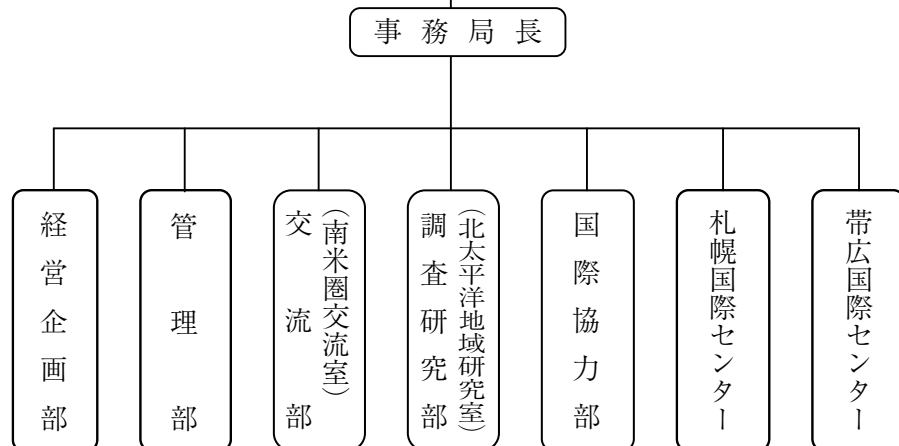 事務局長
経営企画部
管理部
交流部
(南米圏交流室)
調査研究部
(北太平洋地域研究室)
国際協力部
札幌国際センター
帯広国際センター